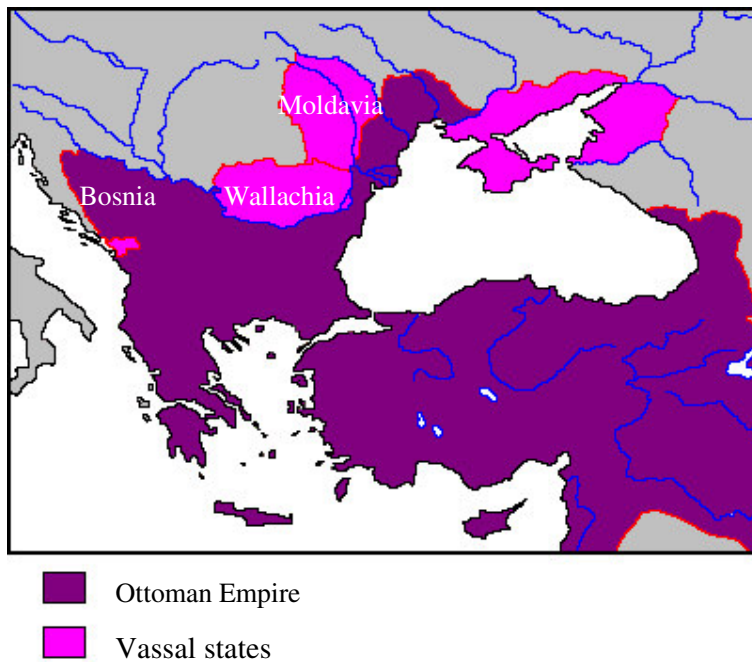 Moldavia
Bosnia
Wallachia
Ottoman Empire
Vassal states